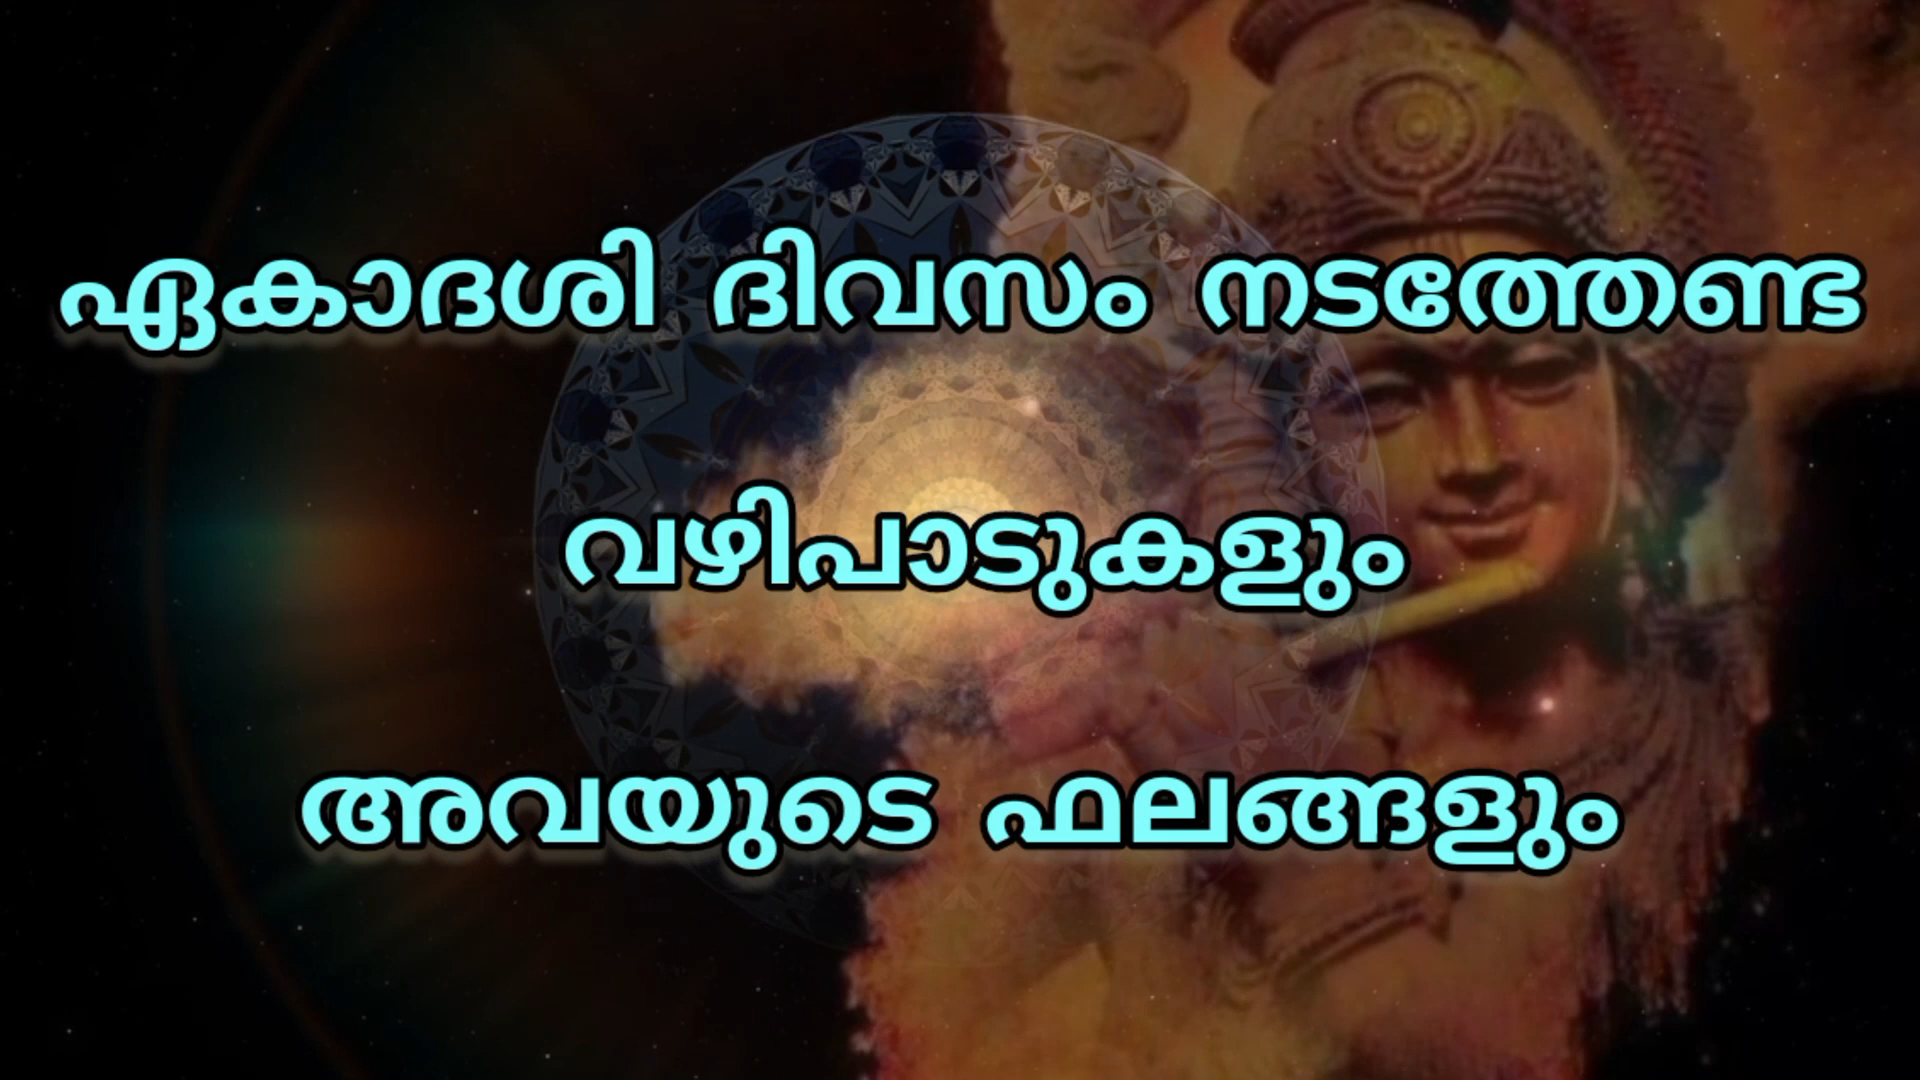 ഏകാദശി ദിവസം നടത്തേണ്ട
വഴിപാടുകളും
അവയുടെ ഫലങ്ങളും